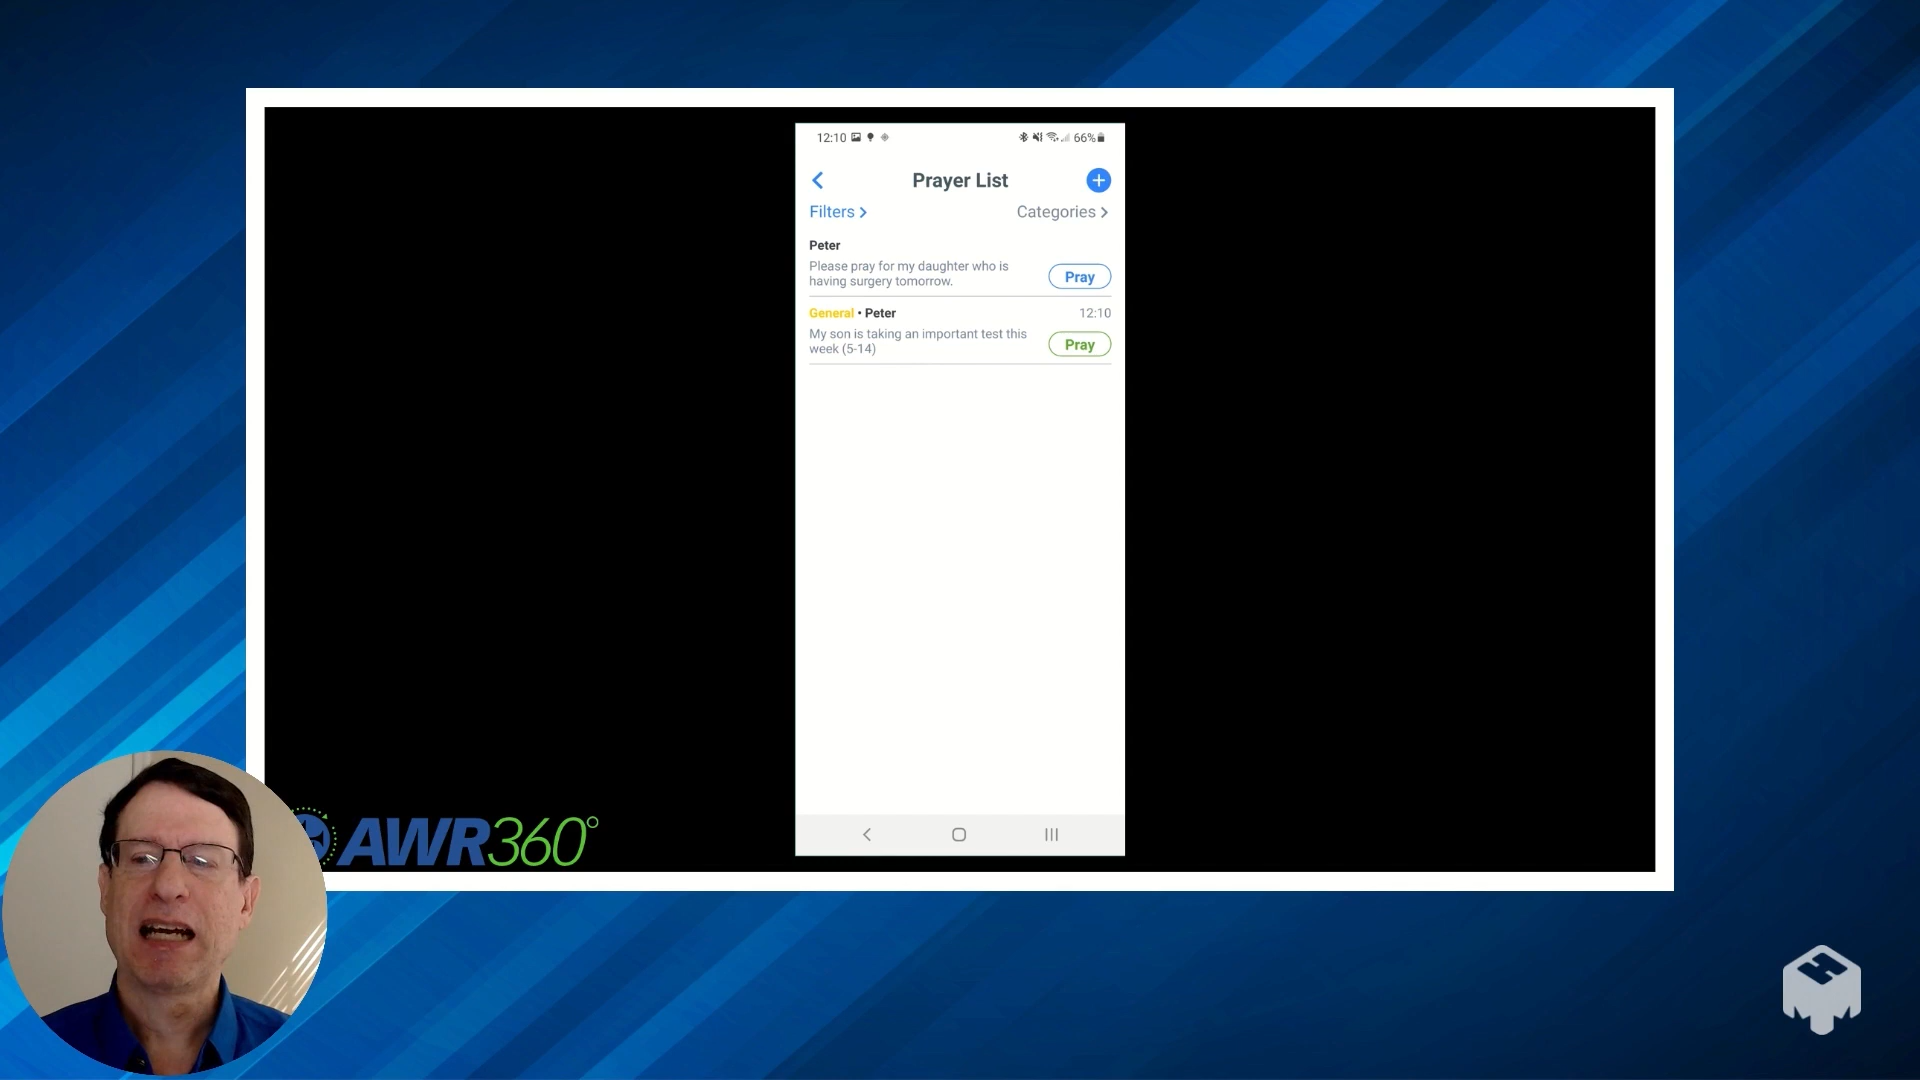 12:10 66%
Prayer List
Filters >
Categories >
Peter
Please pray for my daughter who is
having surgery tomorrow.
Pray
General • Peter
12:10
My son is taking an important test this
week (5-14)
Pray
AWR360°